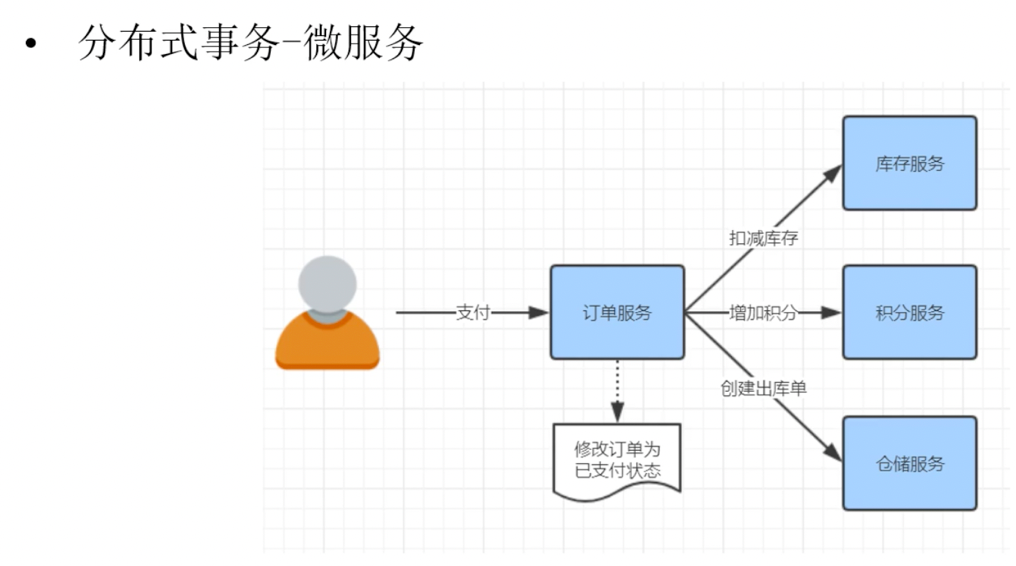 • 分布式事务-微服务
库存服务
扣减库存
支付
订单服务
增加积分
积分服务
创建出库单
修改订单为
已支付状态
仓储服务